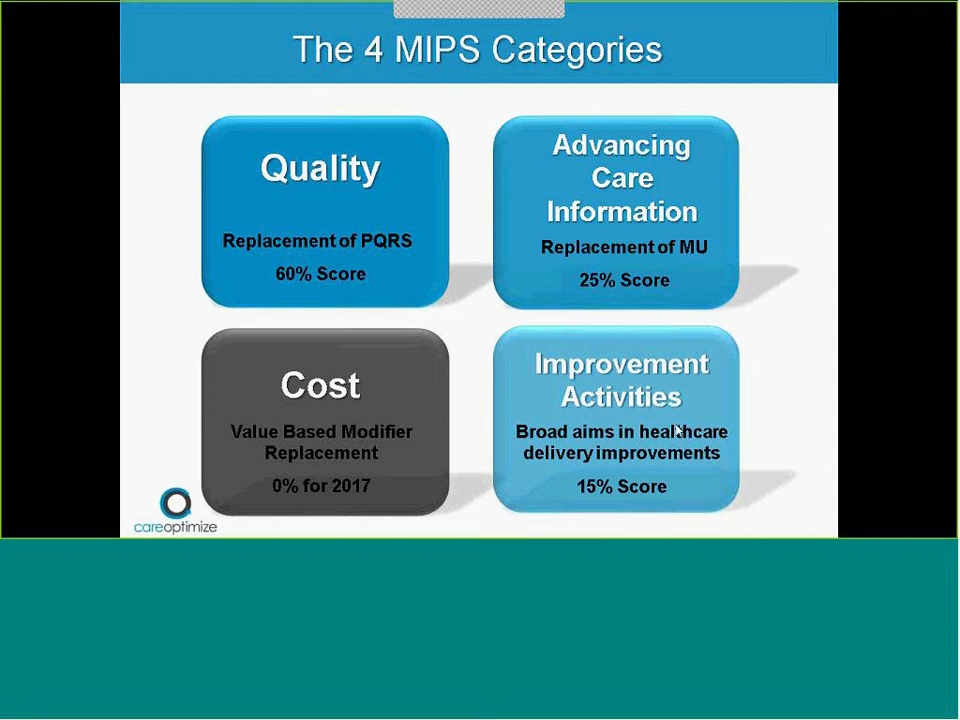 The 4 MIPS Categories
Quality
Replacement of PQRS
60% Score
Advancing
Care
Information
Replacement of MU
25% Score
Cost
Value Based Modifier
Replacement
0% for 2017
Improvement
Activities
Broad aims in healthcare
delivery improvements
15% Score
careoptimize